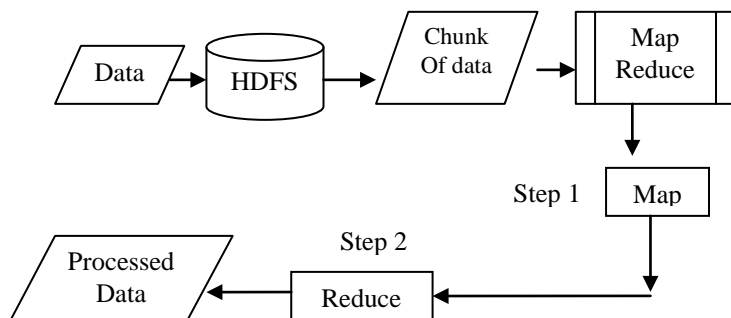 Data
HDFS
Chunk
Of data
Map
Reduce
Step 1
Map
Step 2
Reduce
Processed
Data